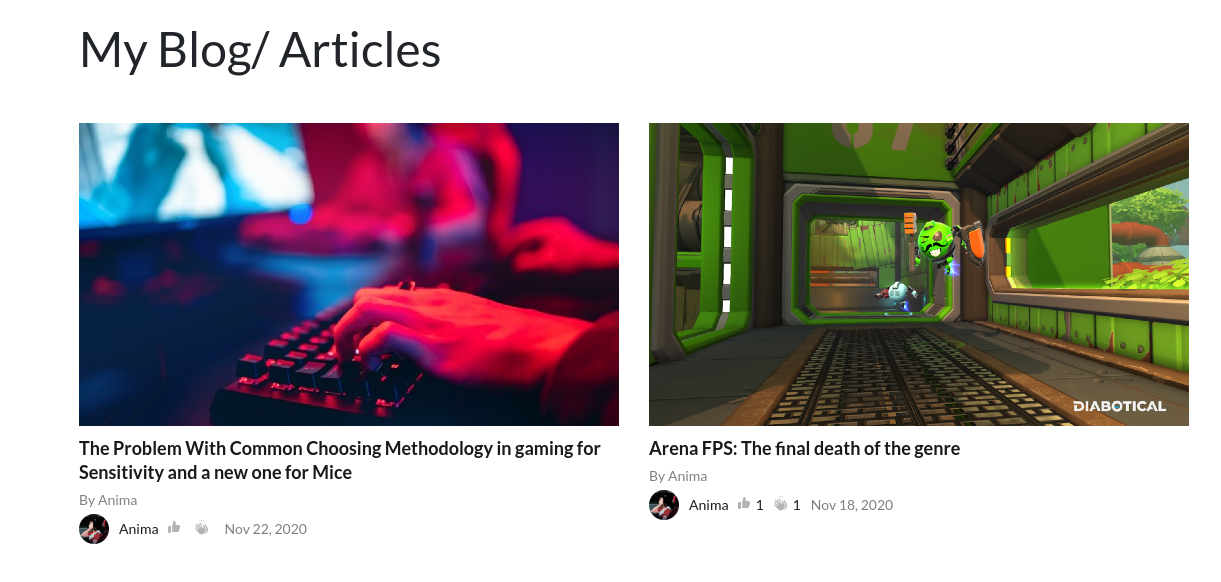 My Blog/ Articles
07
DIABOTICAL
The Problem With Common Choosing Methodology in gaming for
Sensitivity and a new one for Mice
By Anima
Anima Nov 22, 2020
Arena FPS: The final death of the genre
By Anima
Anima 1 1 Nov 18, 2020